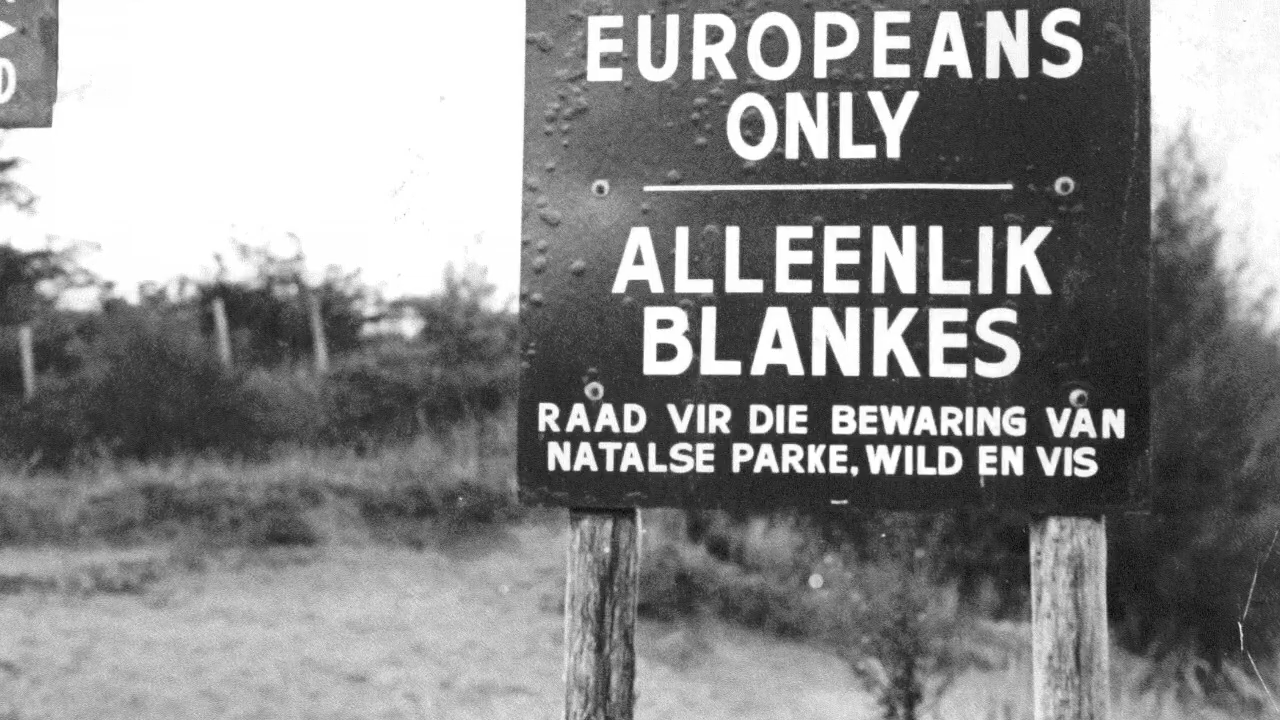 EUROPEANS
ONLY
ALLEENLIK
BLANKES
RAAD VIR DIE BEWARING VAN
NATALSE PARKE, WILD EN VIS